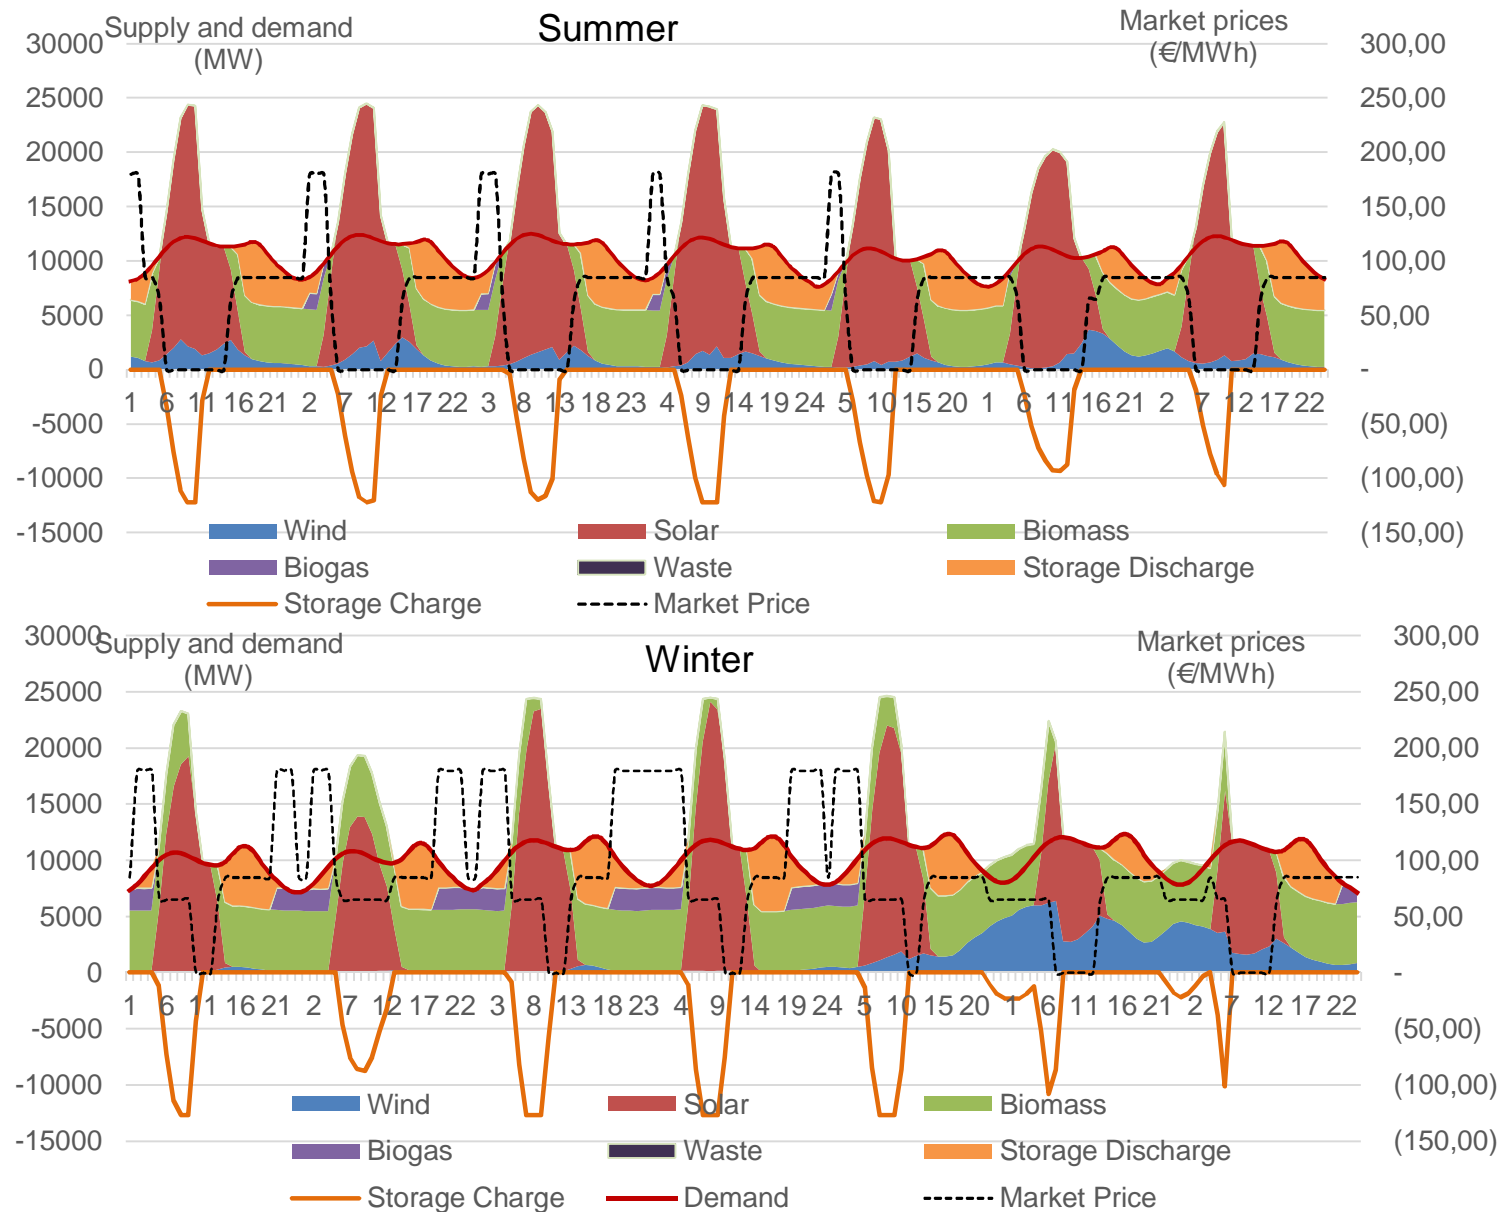 Supply and demand
(MW)
Summer
Market prices
(€/MWh)
30000 300,00
25000 250,00
20000 200,00
15000 150,00
10000 100,00
5000 50,00
0 -
1 6 11 16 21 2 7 12 17 22 3 8 13 18 23 4 9 14 19 24 5 10 15 20 1 6 11 16 21 2 7 12 17 22
-5000 (50,00)
-10000 (100,00)
-15000 (150,00)
Wind Solar Biomass
Biogas Waste Storage Discharge
Storage Charge Market Price
Supply and demand
(MW)
Winter
Market prices
(€/MWh)
30000 300,00
25000 250,00
20000 200,00
15000 150,00
10000 100,00
5000 50,00
0 -
1 6 11 16 21 2 7 12 17 22 3 8 13 18 23 4 9 14 19 24 5 10 15 20 1 6 11 16 21 2 7 12 17 22
-5000 (50,00)
-10000 (100,00)
-15000 (150,00)
Wind Solar Biomass
Biogas Waste Storage Discharge
Storage Charge Demand Market Price